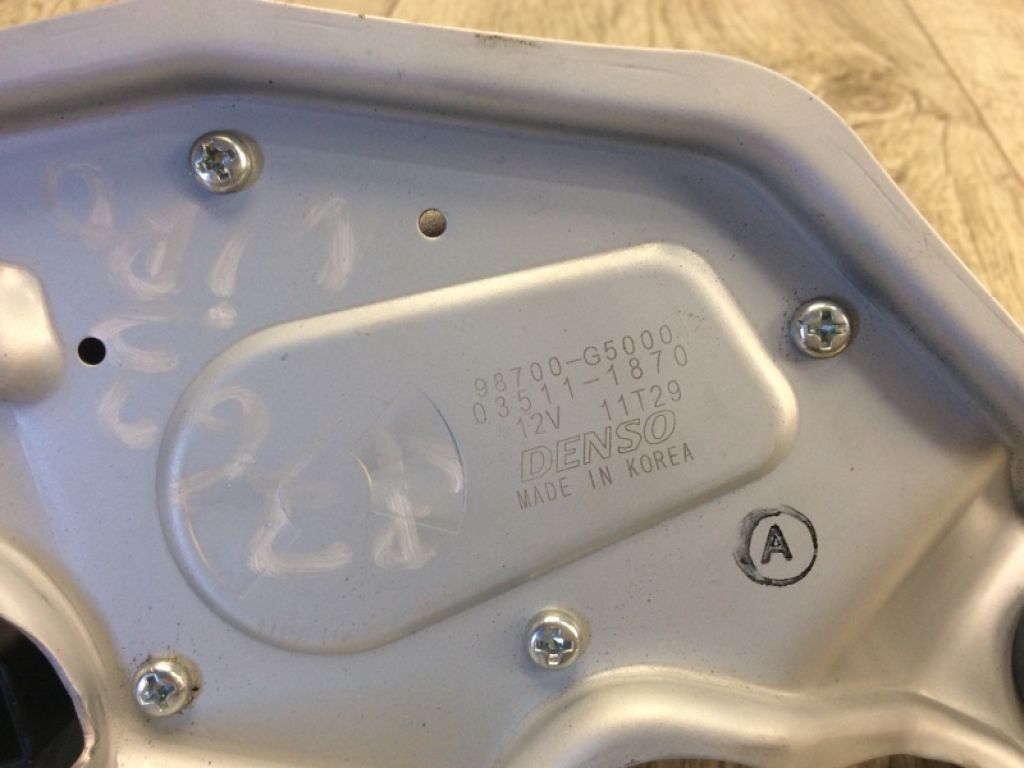 98700-G5000
03511-1870
12V 11T29
DENSO
MADE IN KOREA
A